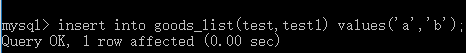 mysql> insert into goods_list(test,test1) values('a','b');
Query OK, 1 row affected (0.00 sec)